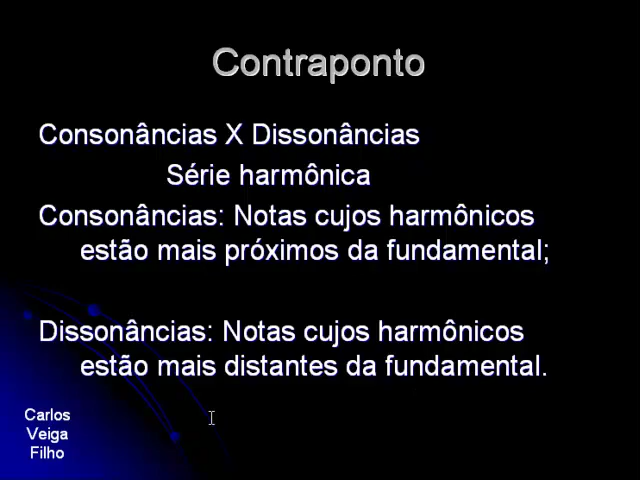 Contraponto
Consonâncias X Dissonâncias
Série harmônica
Consonâncias: Notas cujos harmônicos
estão mais próximos da fundamental;
Dissonâncias: Notas cujos harmônicos
estão mais distantes da fundamental.
Carlos
Veiga
Filho